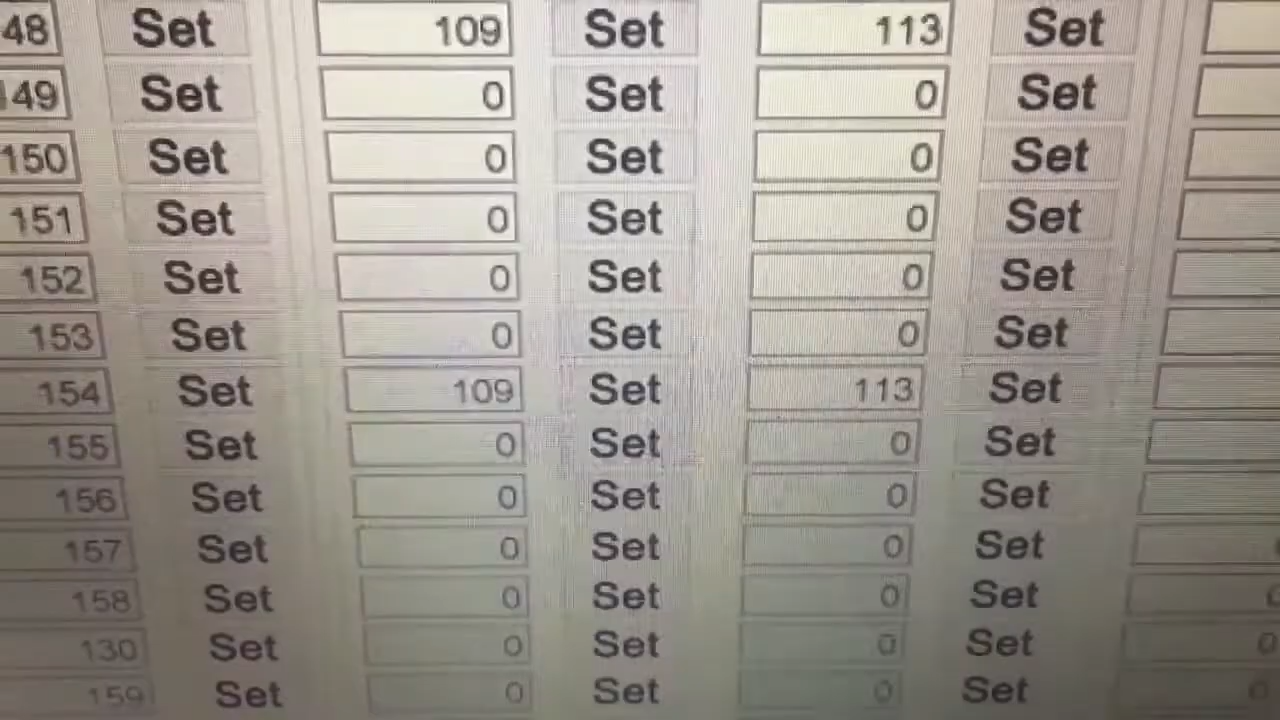 48 Set 109 Set 113 Set
149 Set 0 Set 0 Set
150 Set 0 Set 0 Set
151 Set 0 Set 0 Set
152 Set 0 Set 0 Set
153 Set 0 Set 0 Set
154 Set 109 Set 113 Set
155 Set 0 Set 0 Set
156 Set 0 Set 0 Set
157 Set 0 Set 0 Set
158 Set 0 Set 0 Set
130 Set 0 Set 0 Set 0
159 Set 0 Set 0 Set 0